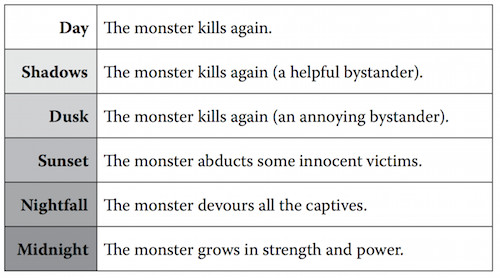 Day The monster kills again.
Shadows The monster kills again (a helpful bystander).
Dusk The monster kills again (an annoying bystander).
Sunset The monster abducts some innocent victims.
Nightfall The monster devours all the captives.
Midnight The monster grows in strength and power.